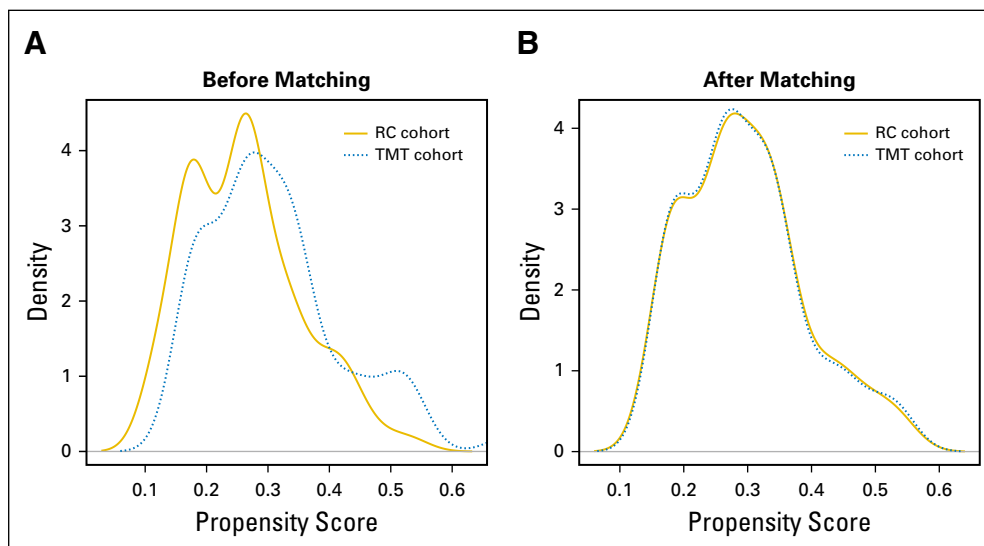 A
Before Matching
RC cohort
TMT cohort
Density
4
3
2
1
0
0.1 0.2 0.3 0.4 0.5 0.6
Propensity Score
B
After Matching
RC cohort
TMT cohort
Density
4
3
2
1
0
0.1 0.2 0.3 0.4 0.5 0.6
Propensity Score